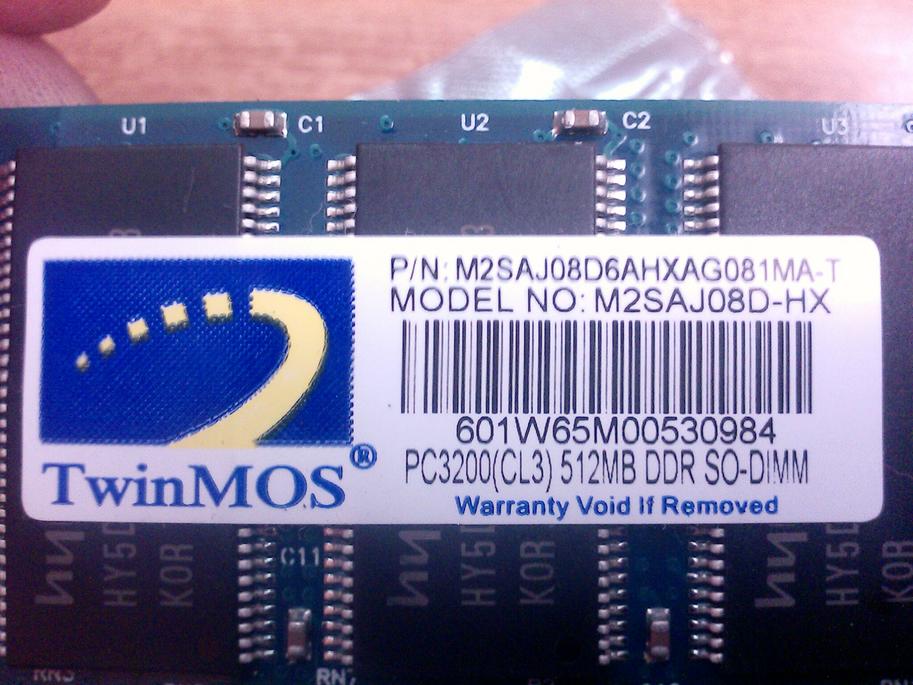 U1 C1 U2 C2 U3
P/N: M2SAJ08D6AHXAG081MA-T
MODEL NO: M2SAJ08D-HX
601W65M00530984
PC3200(CL3) 512MB DDR SO-DIMM
TwinMOS®
Warranty Void If Removed
C11
HY5D HY5D HY5D
KOR KOR KOR